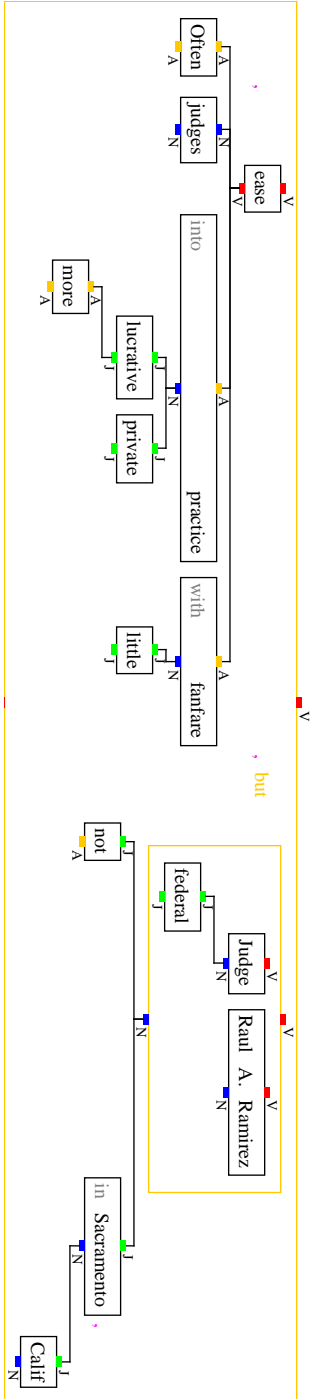 V
V V
V V
, ease , but
V Judge Raul A. Ramirez
A N A A N N
J
Often judges into practice with fanfare
federal
A N N N
J J J J
N
lucrative private little
J J
J J J
more not in Sacramento ,
A A N
J
Calif
N